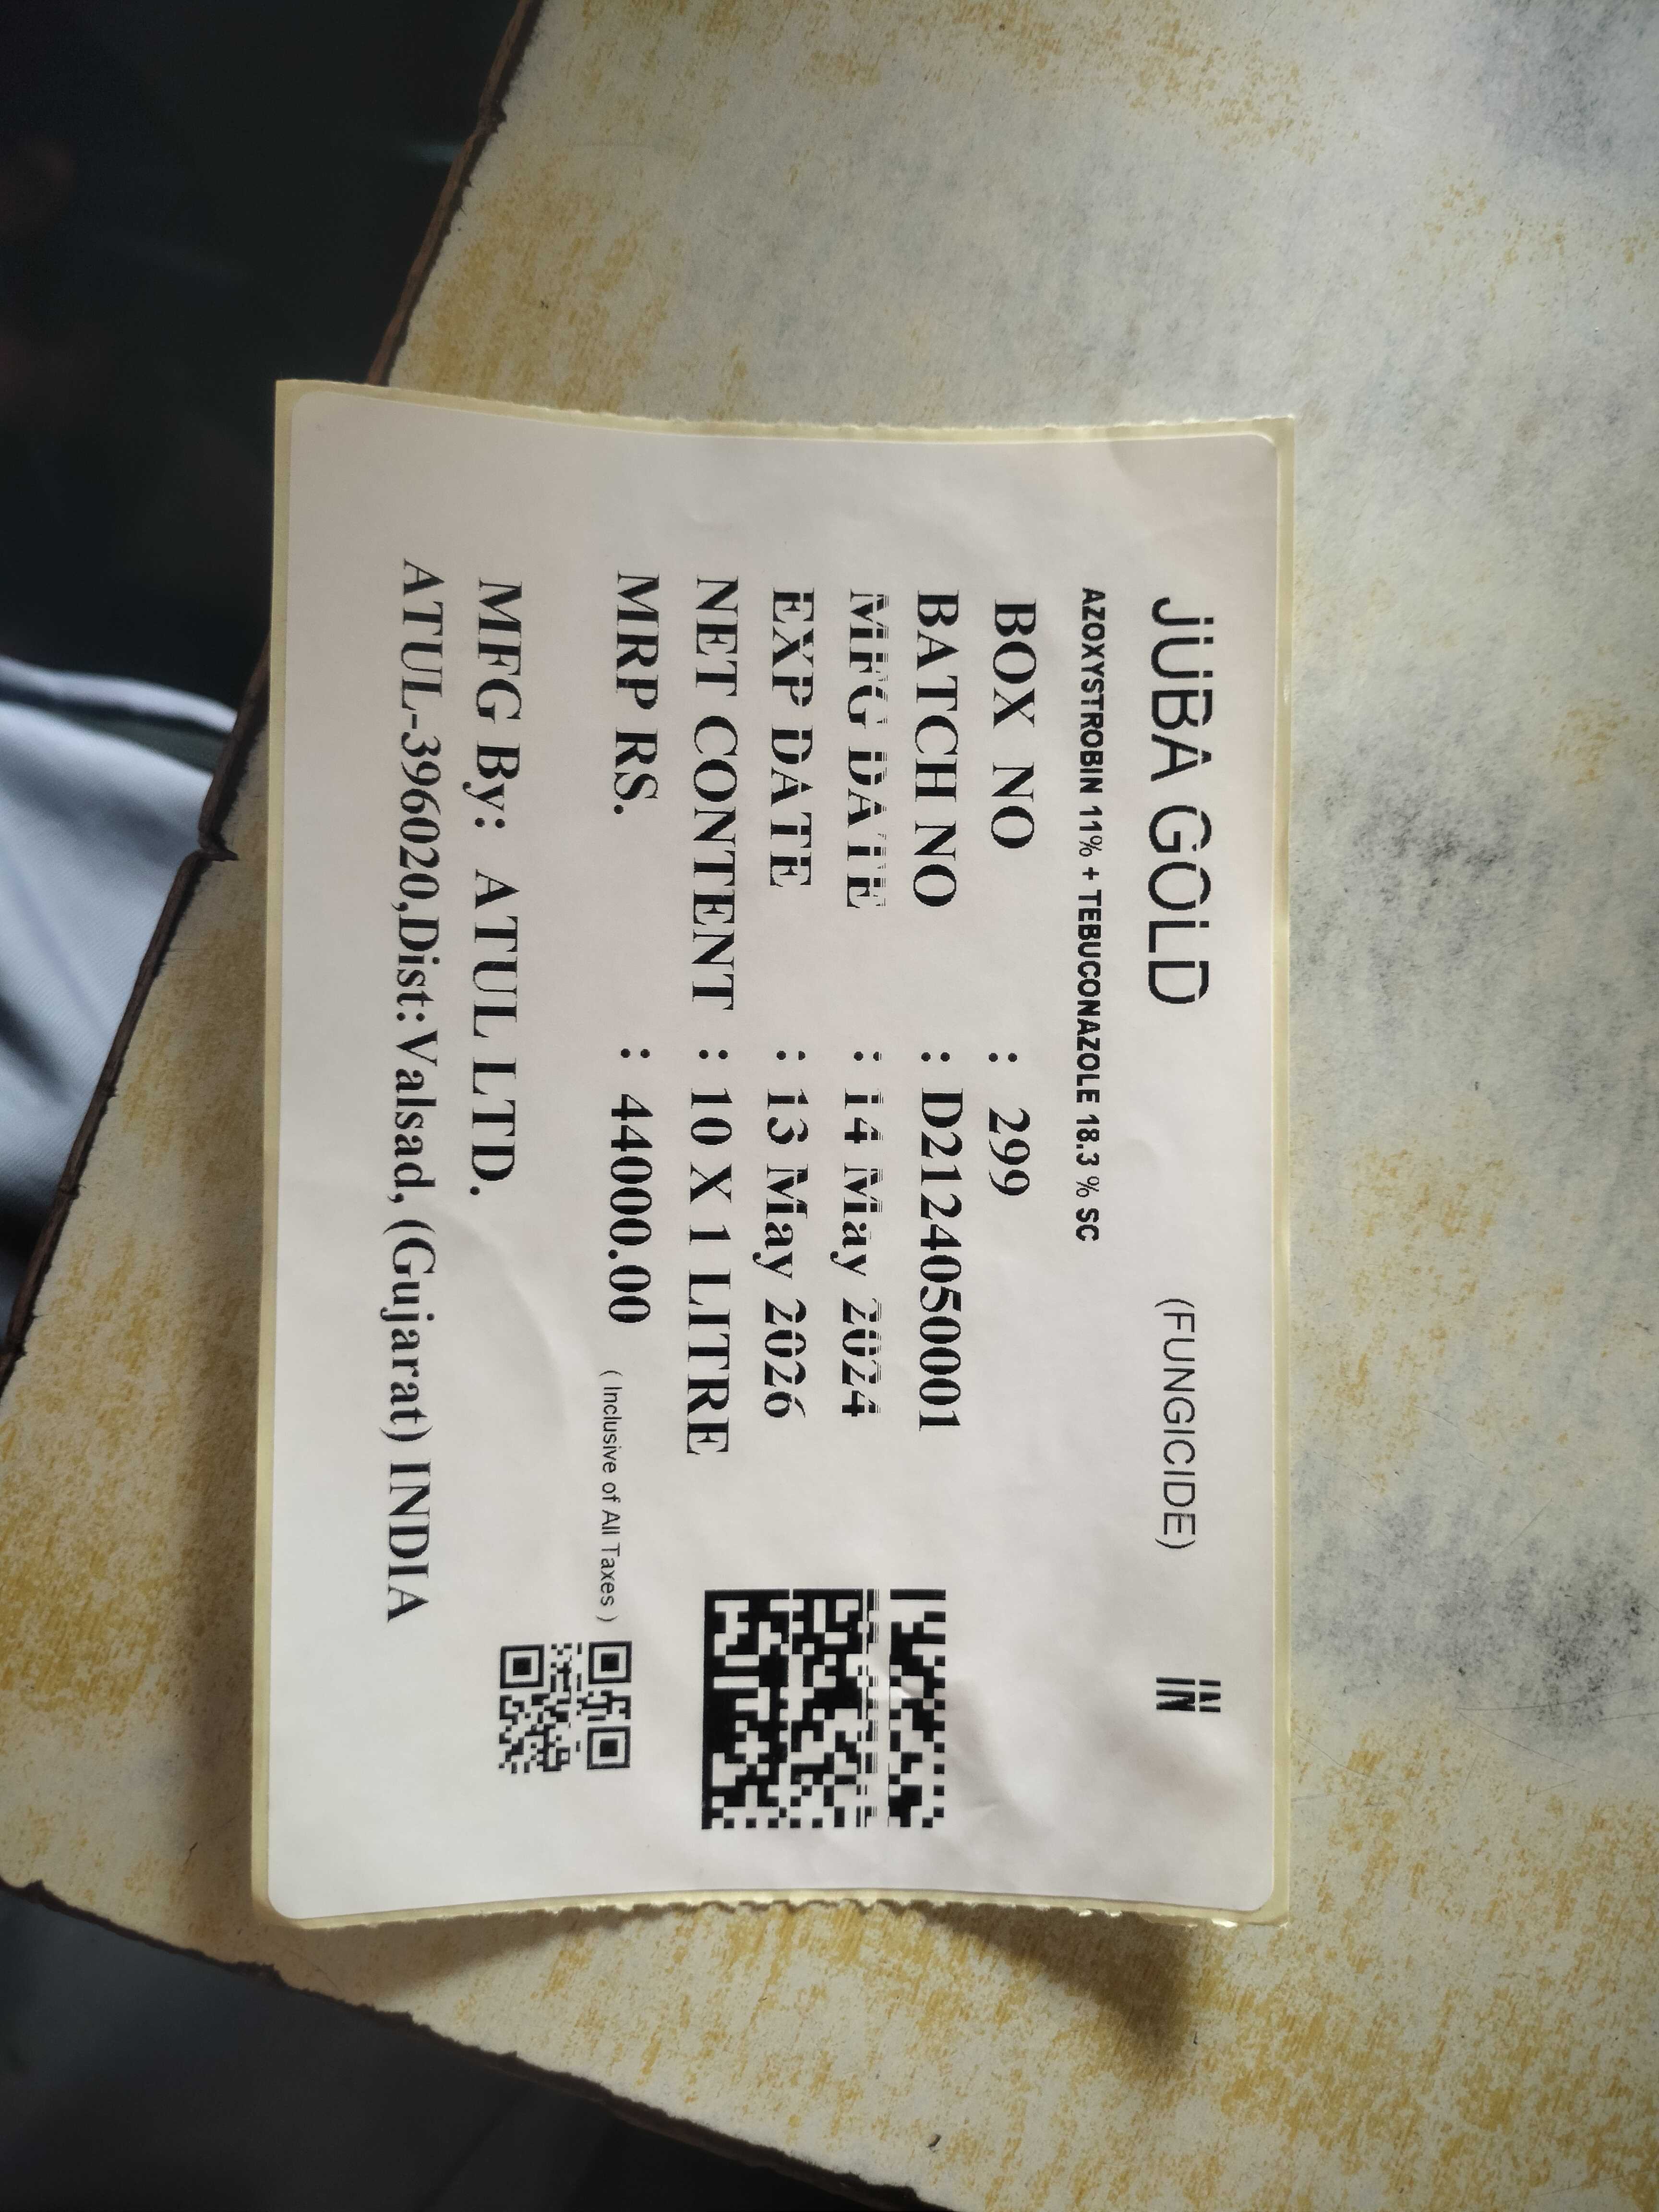 JUBA GOLD (FUNGICIDE) IN
AZOXYSTROBIN 11% + TEBUCONAZOLE 18.3 % SC
BOX NO : 299
BATCH NO : D2124050001
MFG DATE : 14 May 2024
EXP DATE : 13 May 2026
NET CONTENT : 10 X 1 LITRE
MRP RS. : 44000.00 ( Inclusive of All Taxes )
MFG By: ATUL LTD.
ATUL-396020,Dist::Valsad, (Gujarat) INDIA